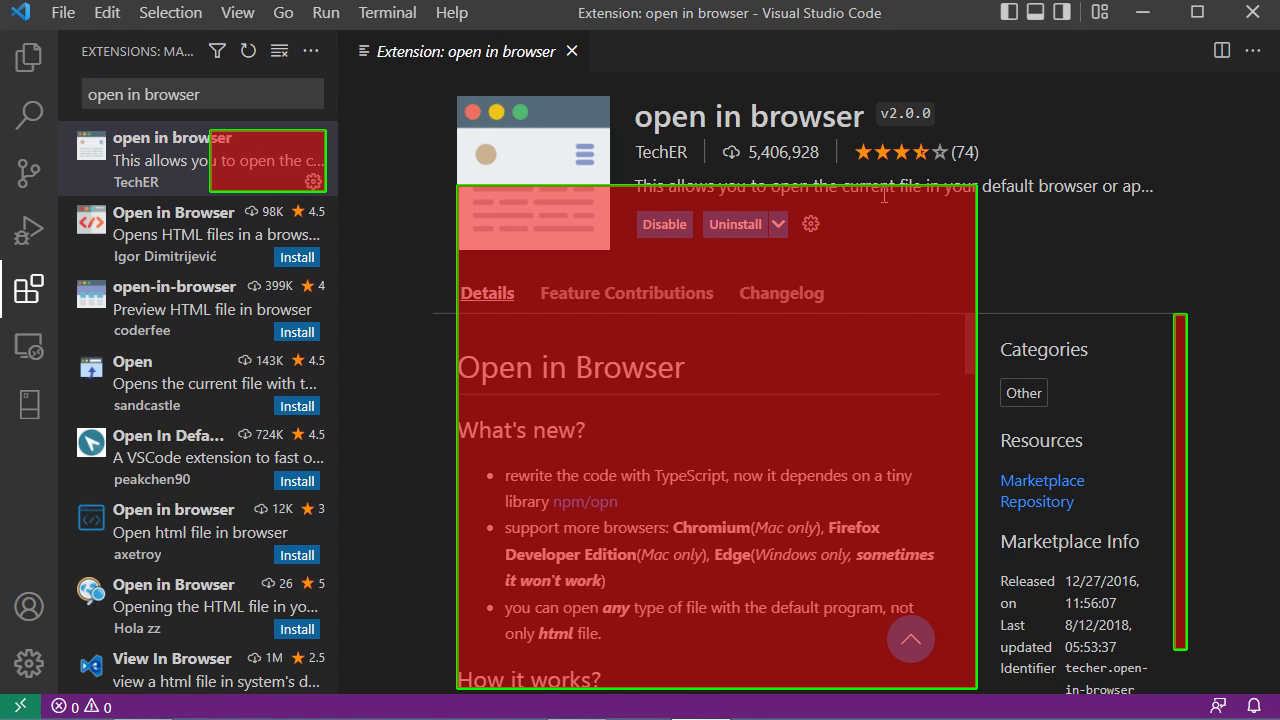 File Edit Selection View Go Run Terminal Help
Extension: open in browser - Visual Studio Code
EXTENSIONS: MA...
Extension: open in browser
open in browser
open in browser
This allows you to open the c...
TechER
Open in Browser 98K 4.5
Opens HTML files in a brows...
Igor Dimitrijević Install
open-in-browser 399K 4
Preview HTML file in browser
coderfee Install
Open 143K 4.5
Opens the current file with t...
sandcastle Install
Open In Defa... 724K 4.5
A VSCode extension to fast o...
peakchen90 Install
Open in browser 12K 3
Open html file in browser
axetroy Install
Open in Browser 26 5
Opening the HTML file in yo...
Hola zz Install
View In Browser 1M 2.5
view a html file in system's d...
open in browser v2.0.0
TechER 5,406,928 (74)
This allows you to open the current file in your default browser or ap...
Disable Uninstall
Details Feature Contributions Changelog
Open in Browser
What's new?
• rewrite the code with TypeScript, now it dependes on a tiny
library npm/opn
• support more browsers: Chromium(Mac only), Firefox
Developer Edition(Mac only), Edge(Windows only, sometimes
it won't work)
• you can open any type of file with the default program, not
only html file.
How it works?
Categories
Other
Resources
Marketplace
Repository
Marketplace Info
Released 12/27/2016,
on 11:56:07
Last 8/12/2018,
updated 05:53:37
Identifier techer.open-
in-browser
0 0